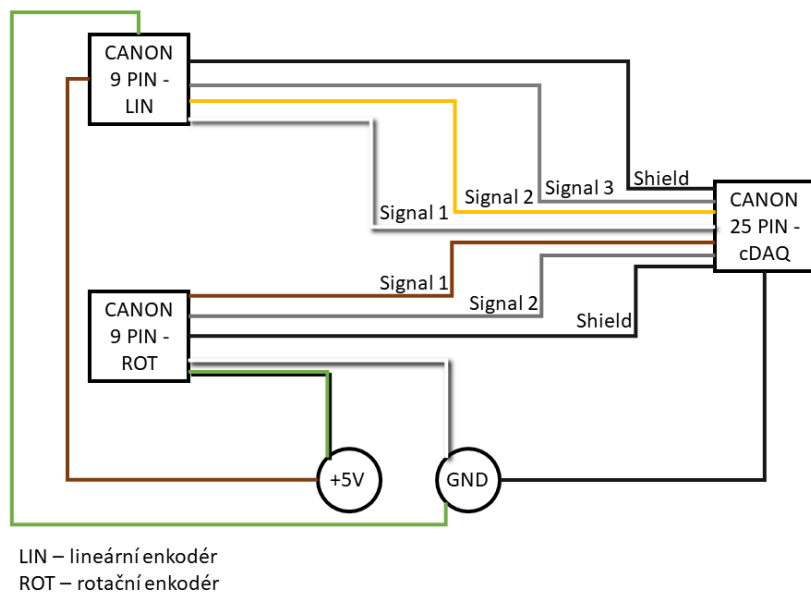 CANON
9 PIN -
LIN
Shield
Signal 3
Signal 2
Signal 1
CANON
25 PIN -
cDAQ
Signal 1
Signal 2
Shield
CANON
9 PIN -
ROT
+5V
GND
LIN – lineární enkodér
ROT – rotační enkodér